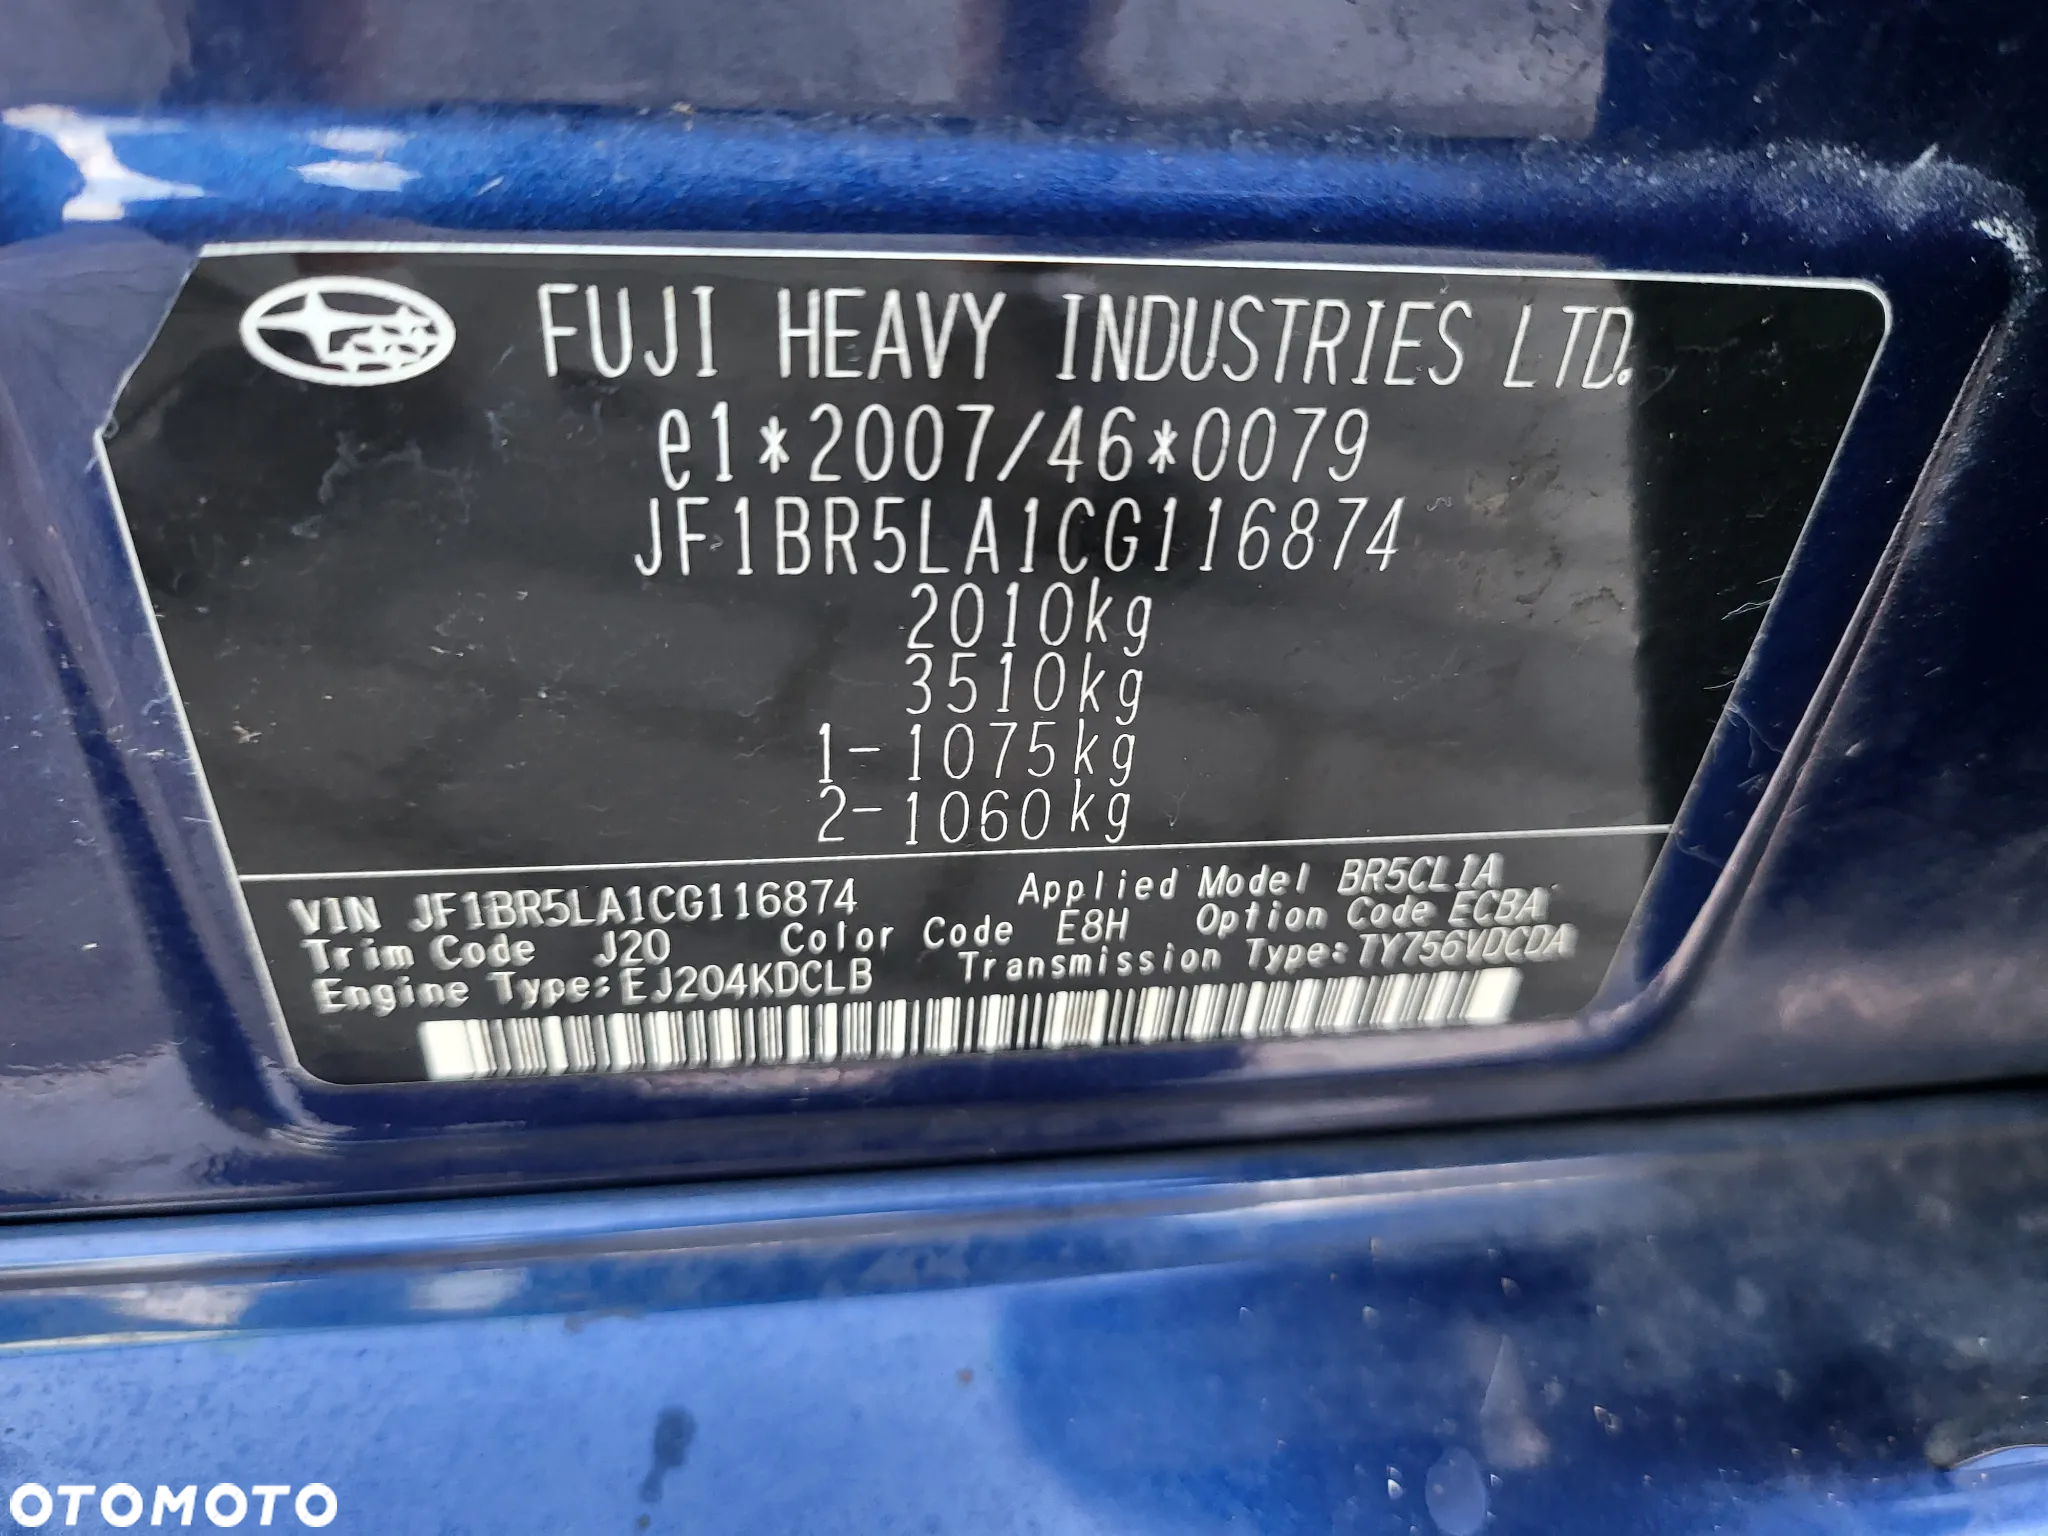 FUJI HEAVY INDUSTRIES LTD.
e1*2007/46*0079
JF1BR5LA1CG116874
2010kg
3510kg
1-1075kg
2-1060kg
VIN JF1BR5LA1CG116874 Applied Model BR5CL1A
Trim Code J20 Color Code E8H Option Code ECBA
Engine Type:EJ204KDCLB Transmission Type:TY756VDCDA
OTOMOTO